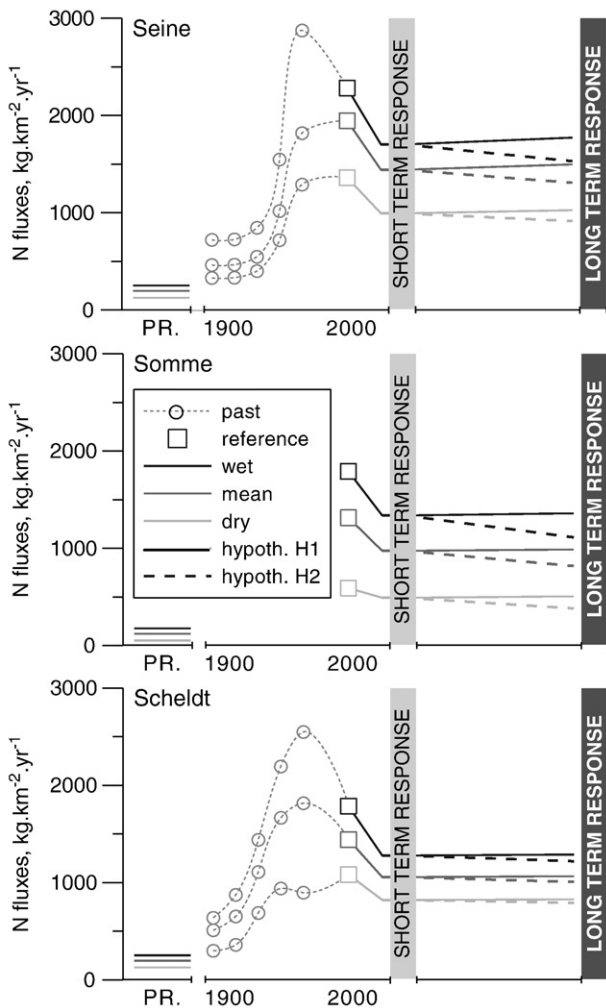 Seine
N fluxes, kg.km-2.yr-1
3000
2000
1000
0
PR.
1900
2000
SHORT TERM RESPONSE
LONG TERM RESPONSE
Somme
N fluxes, kg.km-2.yr-1
3000
2000
1000
0
past
reference
wet
mean
dry
hypoth. H1
hypoth. H2
PR.
1900
2000
SHORT TERM RESPONSE
LONG TERM RESPONSE
Scheldt
N fluxes, kg.km-2.yr-1
3000
2000
1000
0
PR.
1900
2000
SHORT TERM RESPONSE
LONG TERM RESPONSE